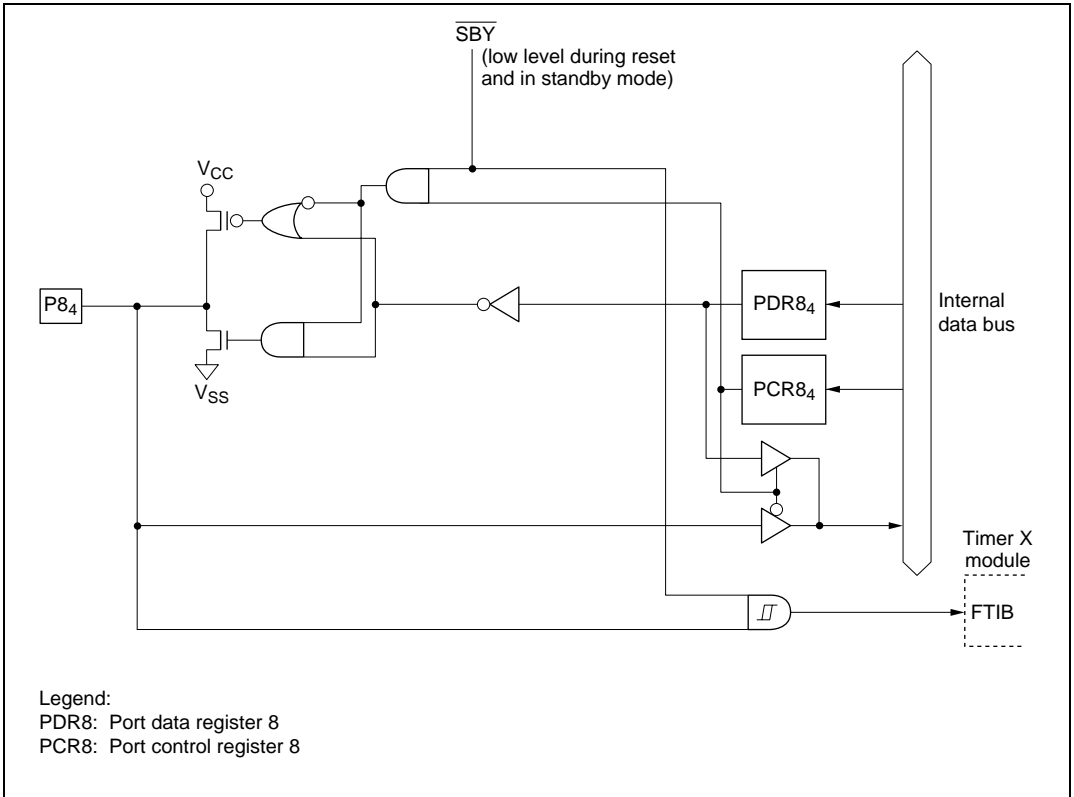 SBY
(low level during reset
and in standby mode)
VCC
P84
VSS
PDR84
PCR84
Internal
data bus
Timer X
module
FTIB
Legend:
PDR8: Port data register 8
PCR8: Port control register 8